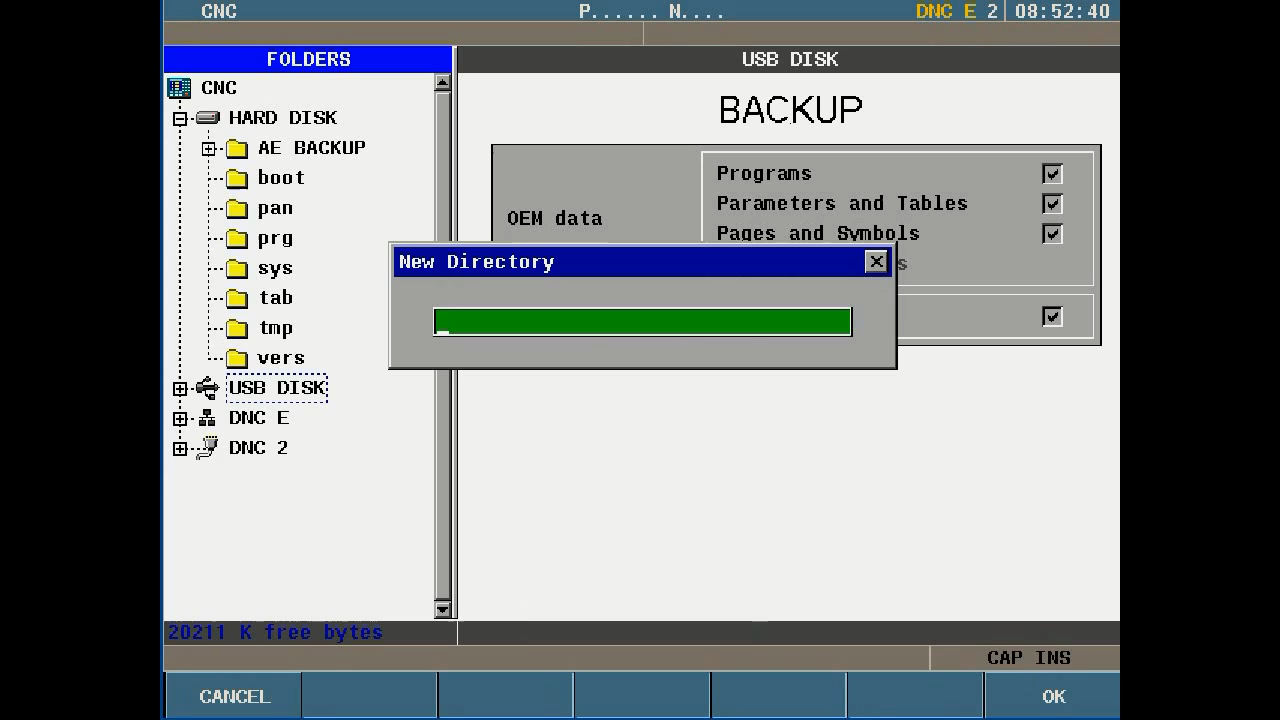 CNC P...... N.... DNC E 2 08:52:40
FOLDERS
CNC
HARD DISK
AE BACKUP
boot
pan
prg
sys
tab
tmp
vers
USB DISK
DNC E
DNC 2
20211 K free bytes
USB DISK
BACKUP
OEM data
Programs
Parameters and Tables
Pages and Symbols
s
New Directory
CAP INS
CANCEL OK